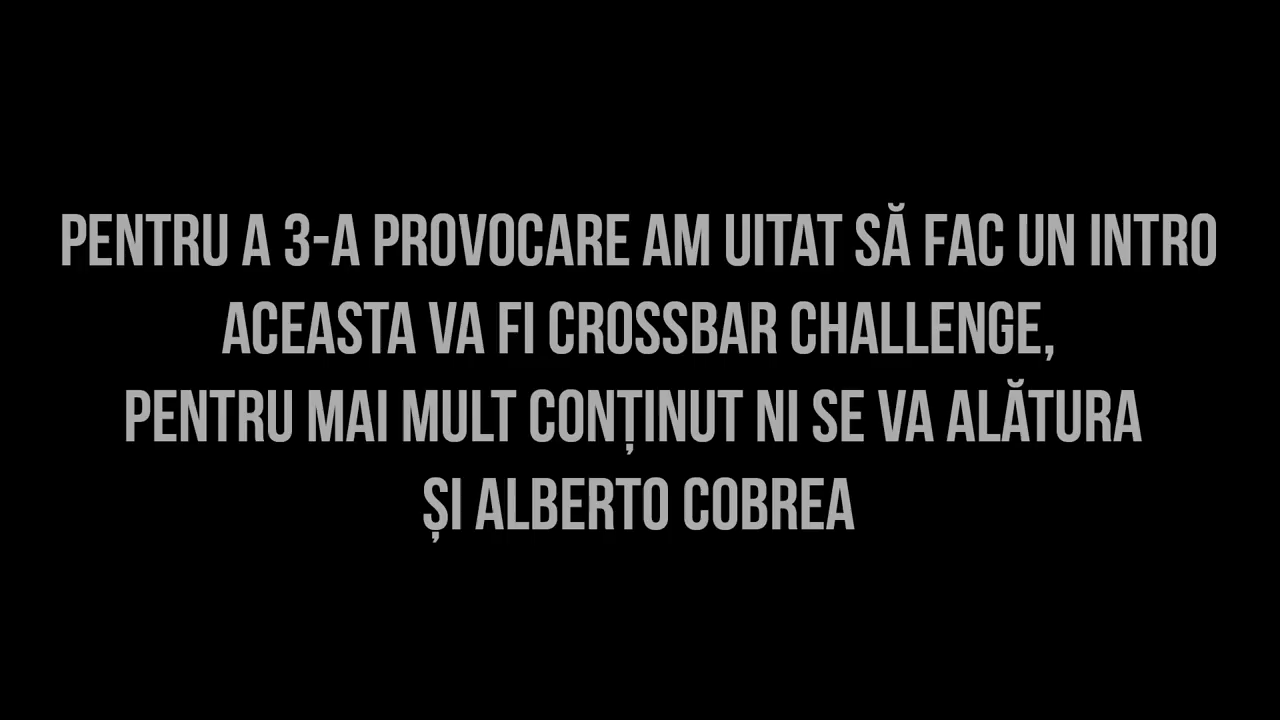 PENTRU A 3-A PROVOCARE AM UITAT SĂ FAC UN INTRO
ACEASTA VA FI CROSSBAR CHALLENGE,
PENTRU MAI MULT CONȚINUT NI SE VA ALĂTURA
ȘI ALBERTO COBREA